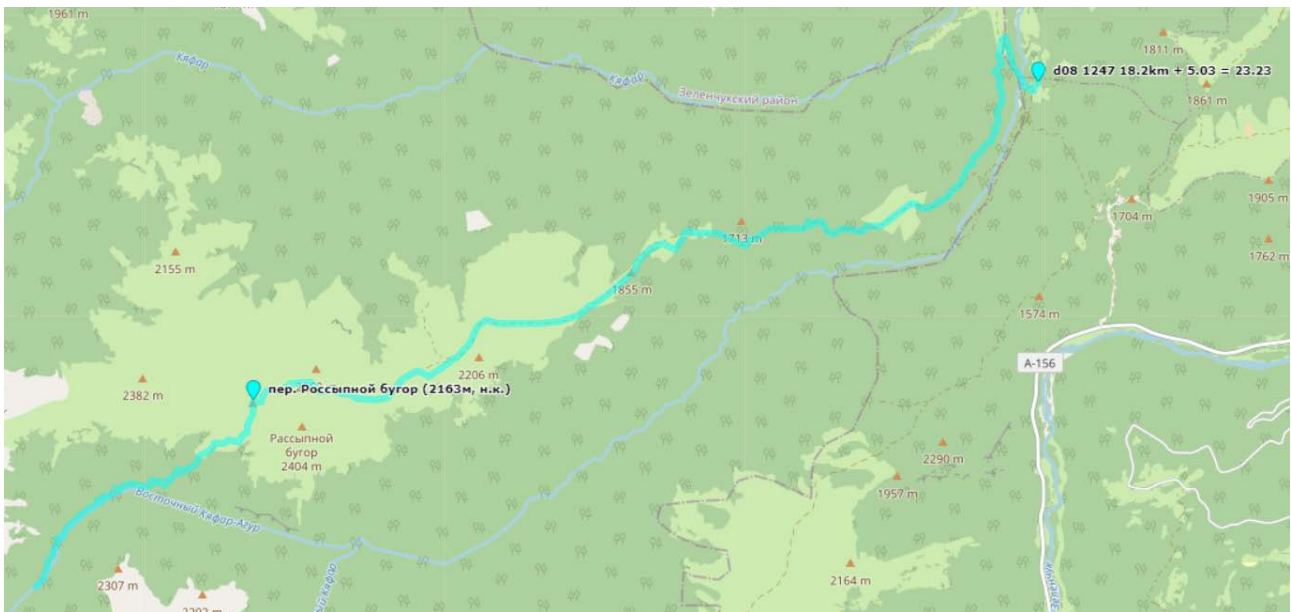 1961 m
Кяфар
Кяфар
Зеленчукский район
1811 m
d08 1247 18.2km + 5.03 = 23.23
1861 m
1905 m
1704 m
1713 m
1762 m
2155 m
1855 m
1574 m
А-156
2206 m
2382 m
пер. Россыпной бугор (2163м, н.к.)
Рассыпной
бугор
2404 m
2290 m
1957 m
Восточный Кяфар-Агур
2164 m
2307 m